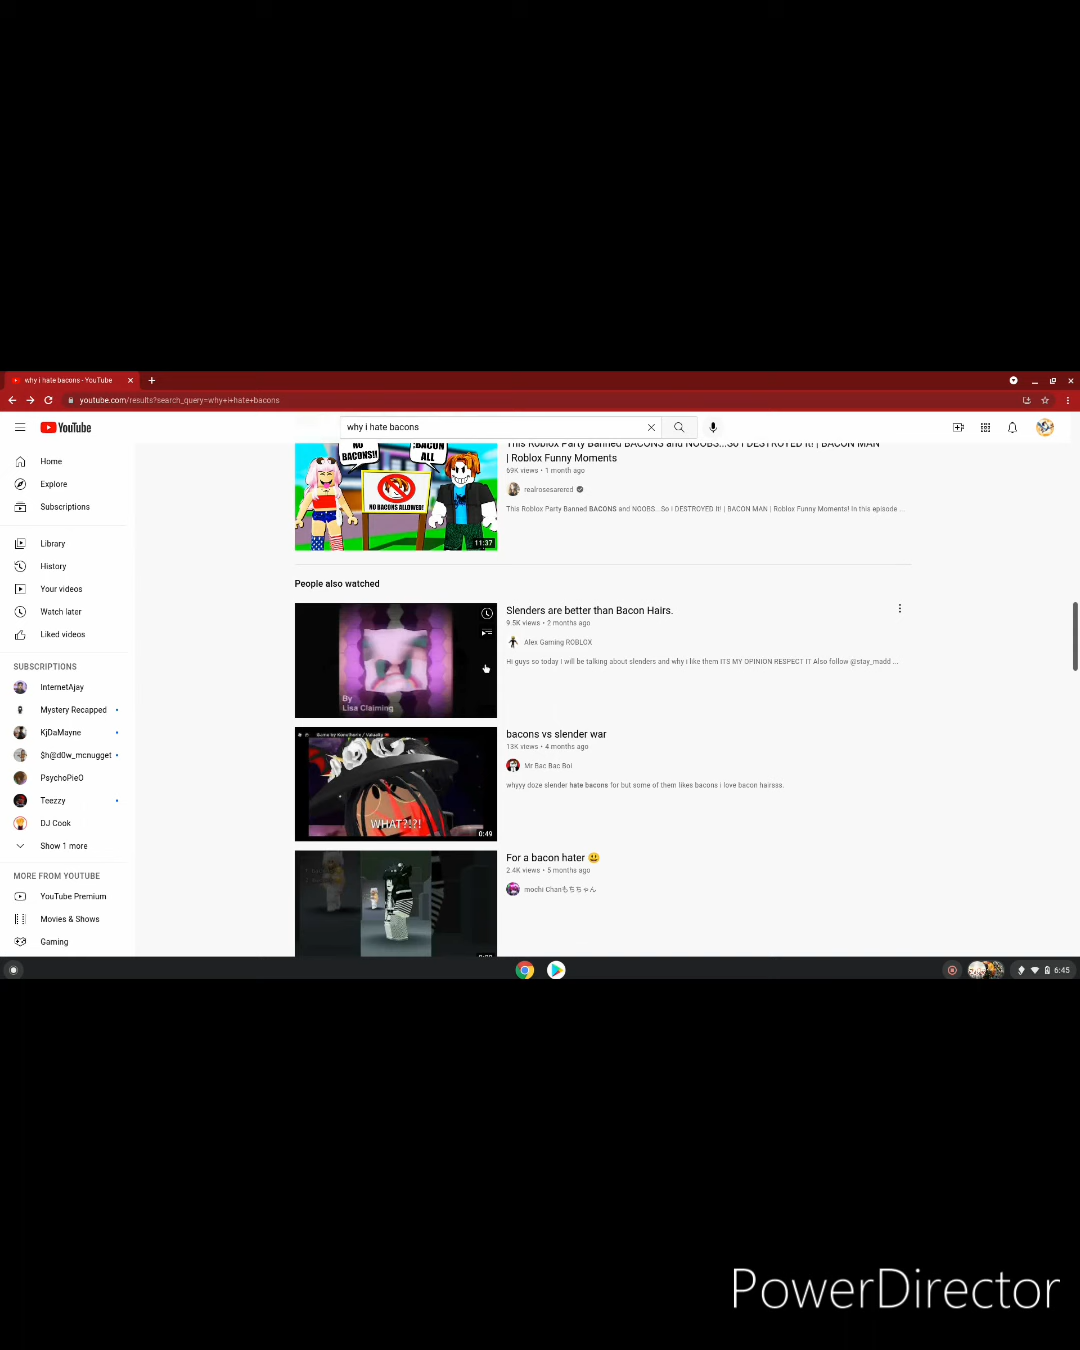 why i hate bacons - YouTube
youtube.com/results?search_query=why+i+hate+bacons
YouTube
why i hate bacons
Home
Explore
Subscriptions
Library
History
Your videos
Watch later
Liked videos
SUBSCRIPTIONS
InternetAjay
Mystery Recapped
KjDaMayne
$h@d0w_mcnugget
PsychoPieO
Teezzy
DJ Cook
Show 1 more
MORE FROM YOUTUBE
YouTube Premium
Movies & Shows
Gaming
NO
BACONS!!
BACON
ALL
NO BACONS ALLOWED!
11:37
This Roblox Party Banned BACONS and NOOBS...So I DESTROYED It! | BACON MAN
| Roblox Funny Moments
69K views • 1 month ago
realrosesarered
This Roblox Party Banned BACONS and NOOBS...So I DESTROYED It! | BACON MAN | Roblox Funny Moments! In this episode ...
People also watched
By
Lisa Claiming
Slenders are better than Bacon Hairs.
9.5K views • 2 months ago
Alex Gaming ROBLOX
Hi guys so today I will be talking about slenders and why i like them ITS MY OPINION RESPECT IT Also follow @stay_madd ...
WHAT?!?!
0:49
bacons vs slender war
13K views • 4 months ago
Mr Bac Bac Boi
whyyy doze slender hate bacons for but some of them likes bacons i love bacon hairsss.
For a bacon hater 😃
2.4K views • 5 months ago
mochi Chanもちちゃん
6:45
PowerDirector